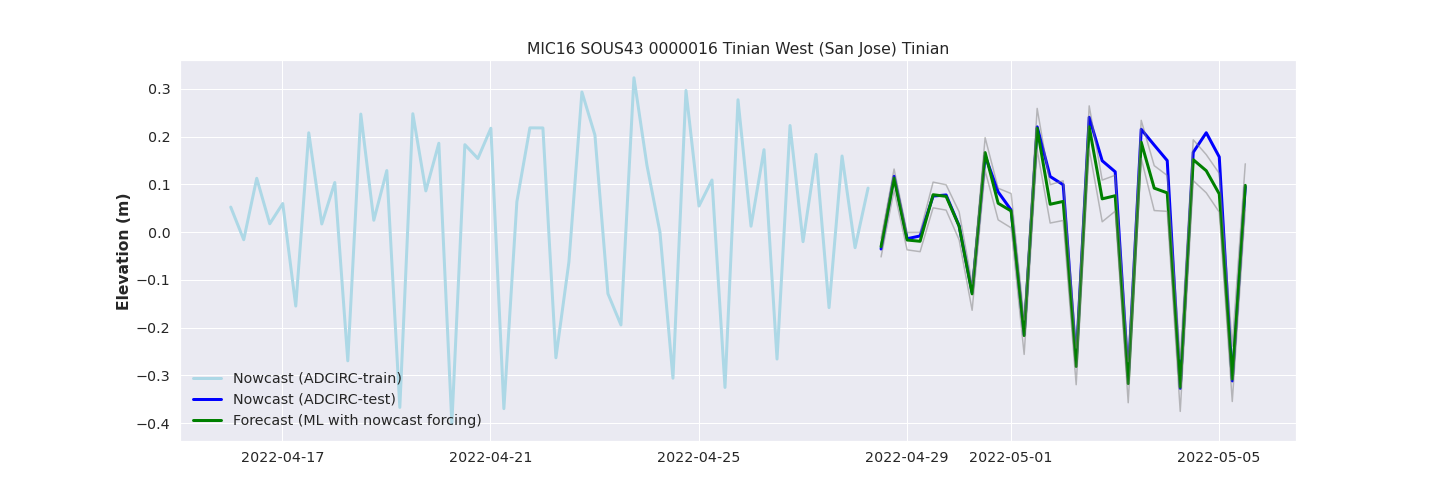 MIC16 SOUS43 0000016 Tinian West (San Jose) Tinian
Elevation (m)
0.3
0.2
0.1
0.0
−0.1
−0.2
−0.3
−0.4
Nowcast (ADCIRC-train)
Nowcast (ADCIRC-test)
Forecast (ML with nowcast forcing)
2022-04-17 2022-04-21 2022-04-25 2022-04-29 2022-05-01 2022-05-05